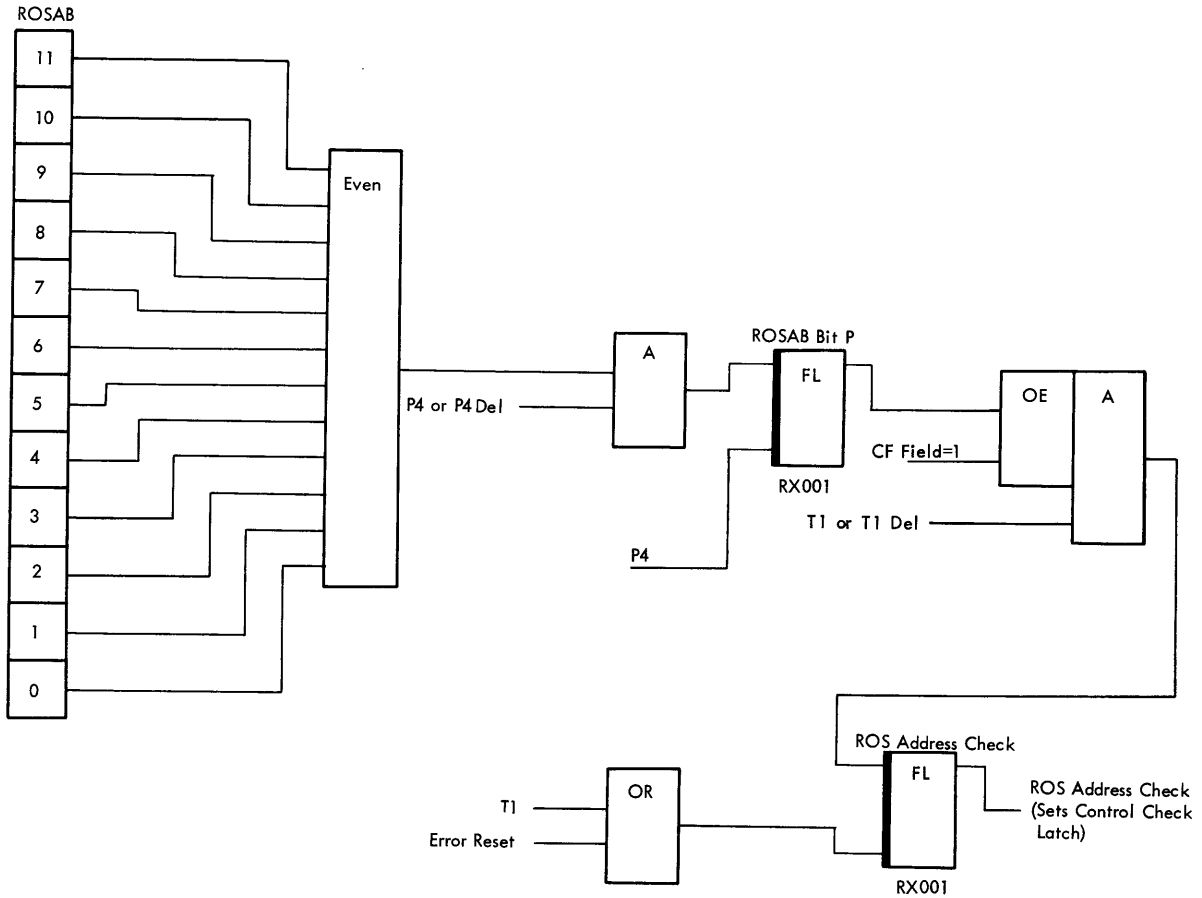 ROSAB
11
10
9
8
7
6
5
4
3
2
1
0
Even
P4 or P4 Del
A
ROSAB Bit P
FL
RX001
P4
OE
A
CF Field=1
T1 or T1 Del
T1
Error Reset
OR
ROS Address Check
FL
RX001
ROS Address Check
(Sets Control Check
Latch)